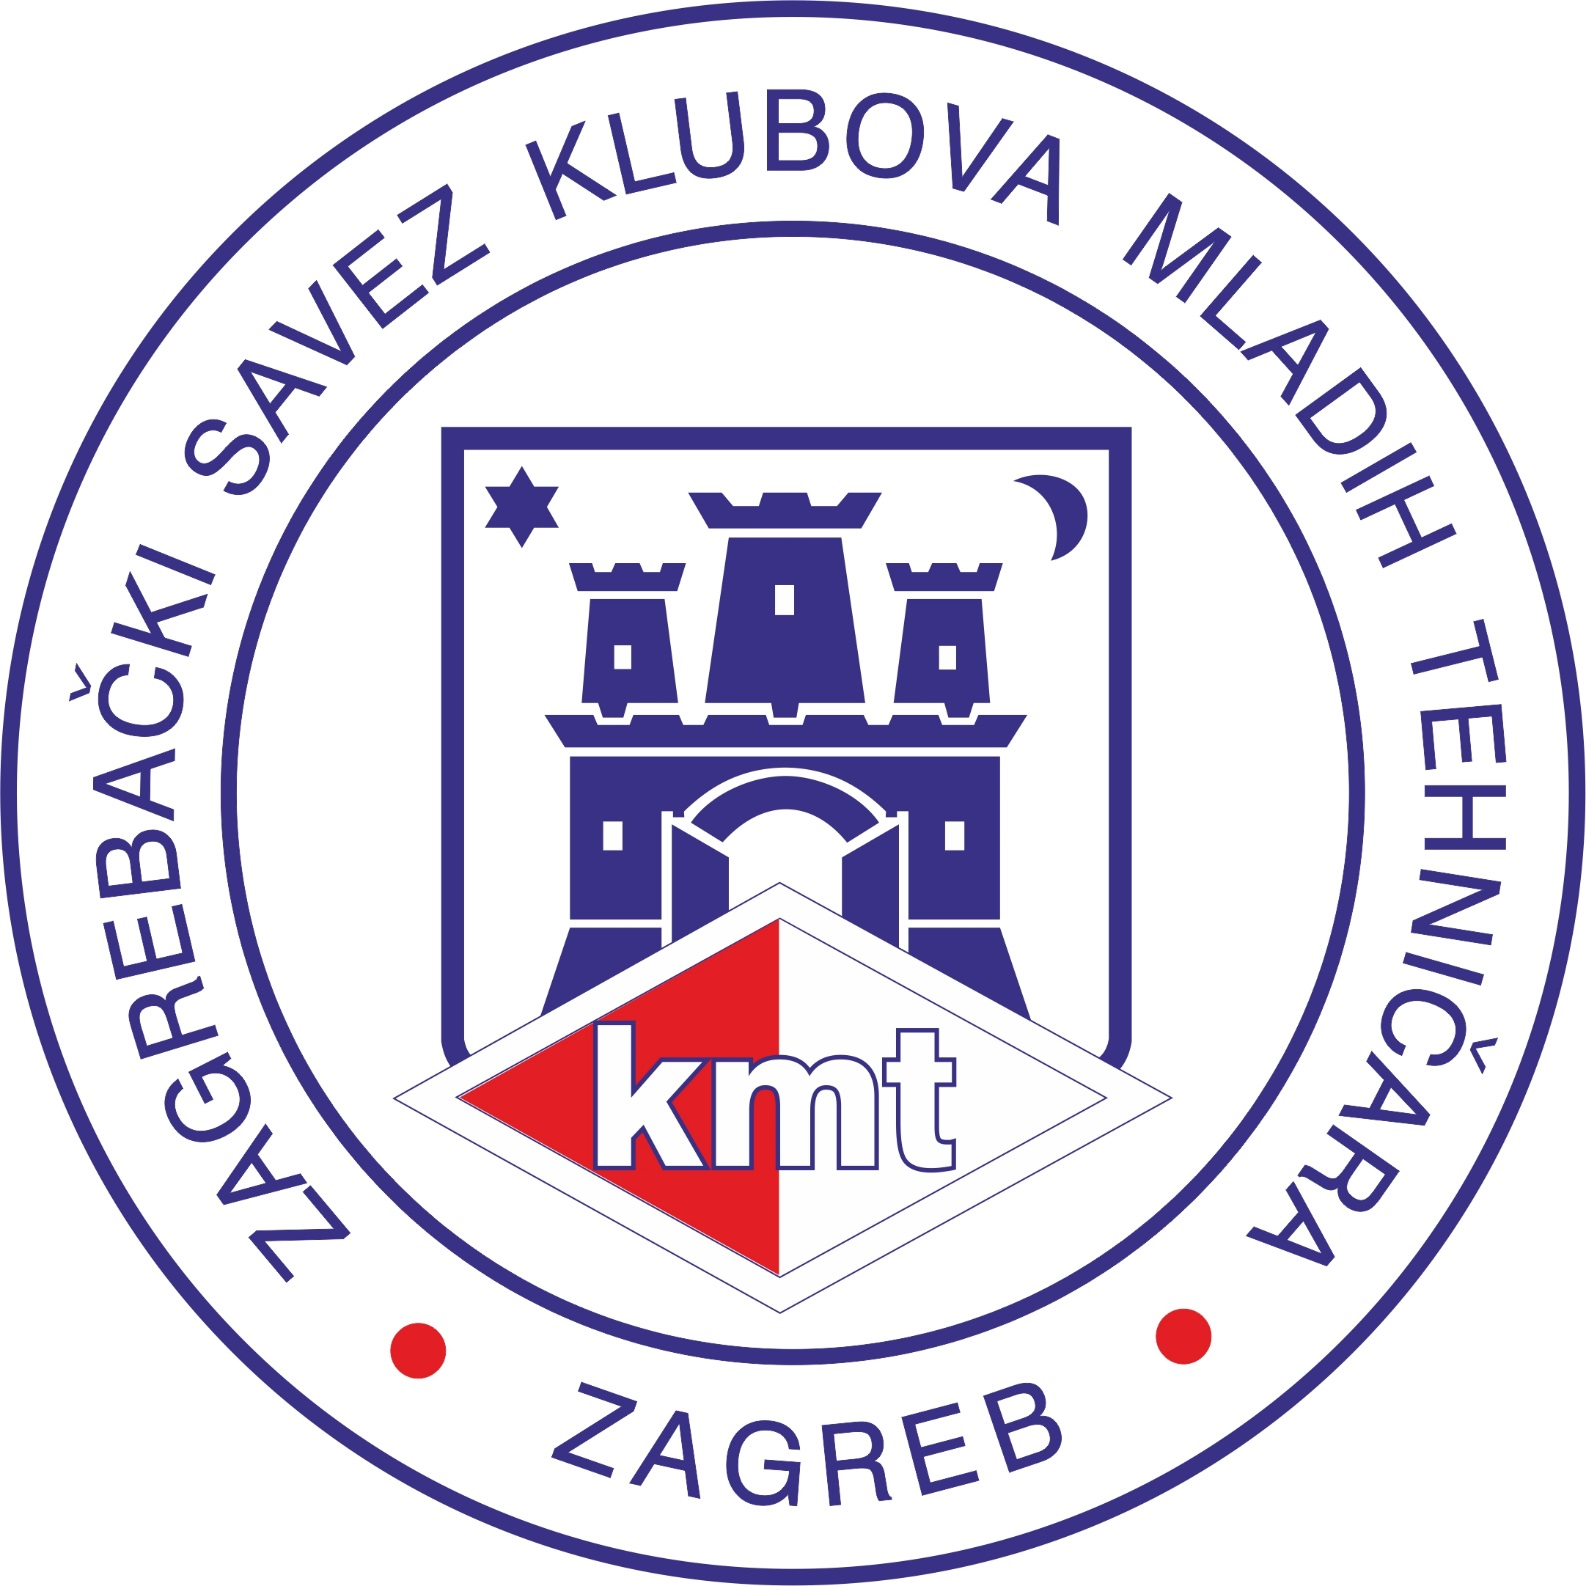 ZAGREBAČKI SAVEZ KLUBOVA MLADIH TEHNIČARA
kmt
ZAGREB